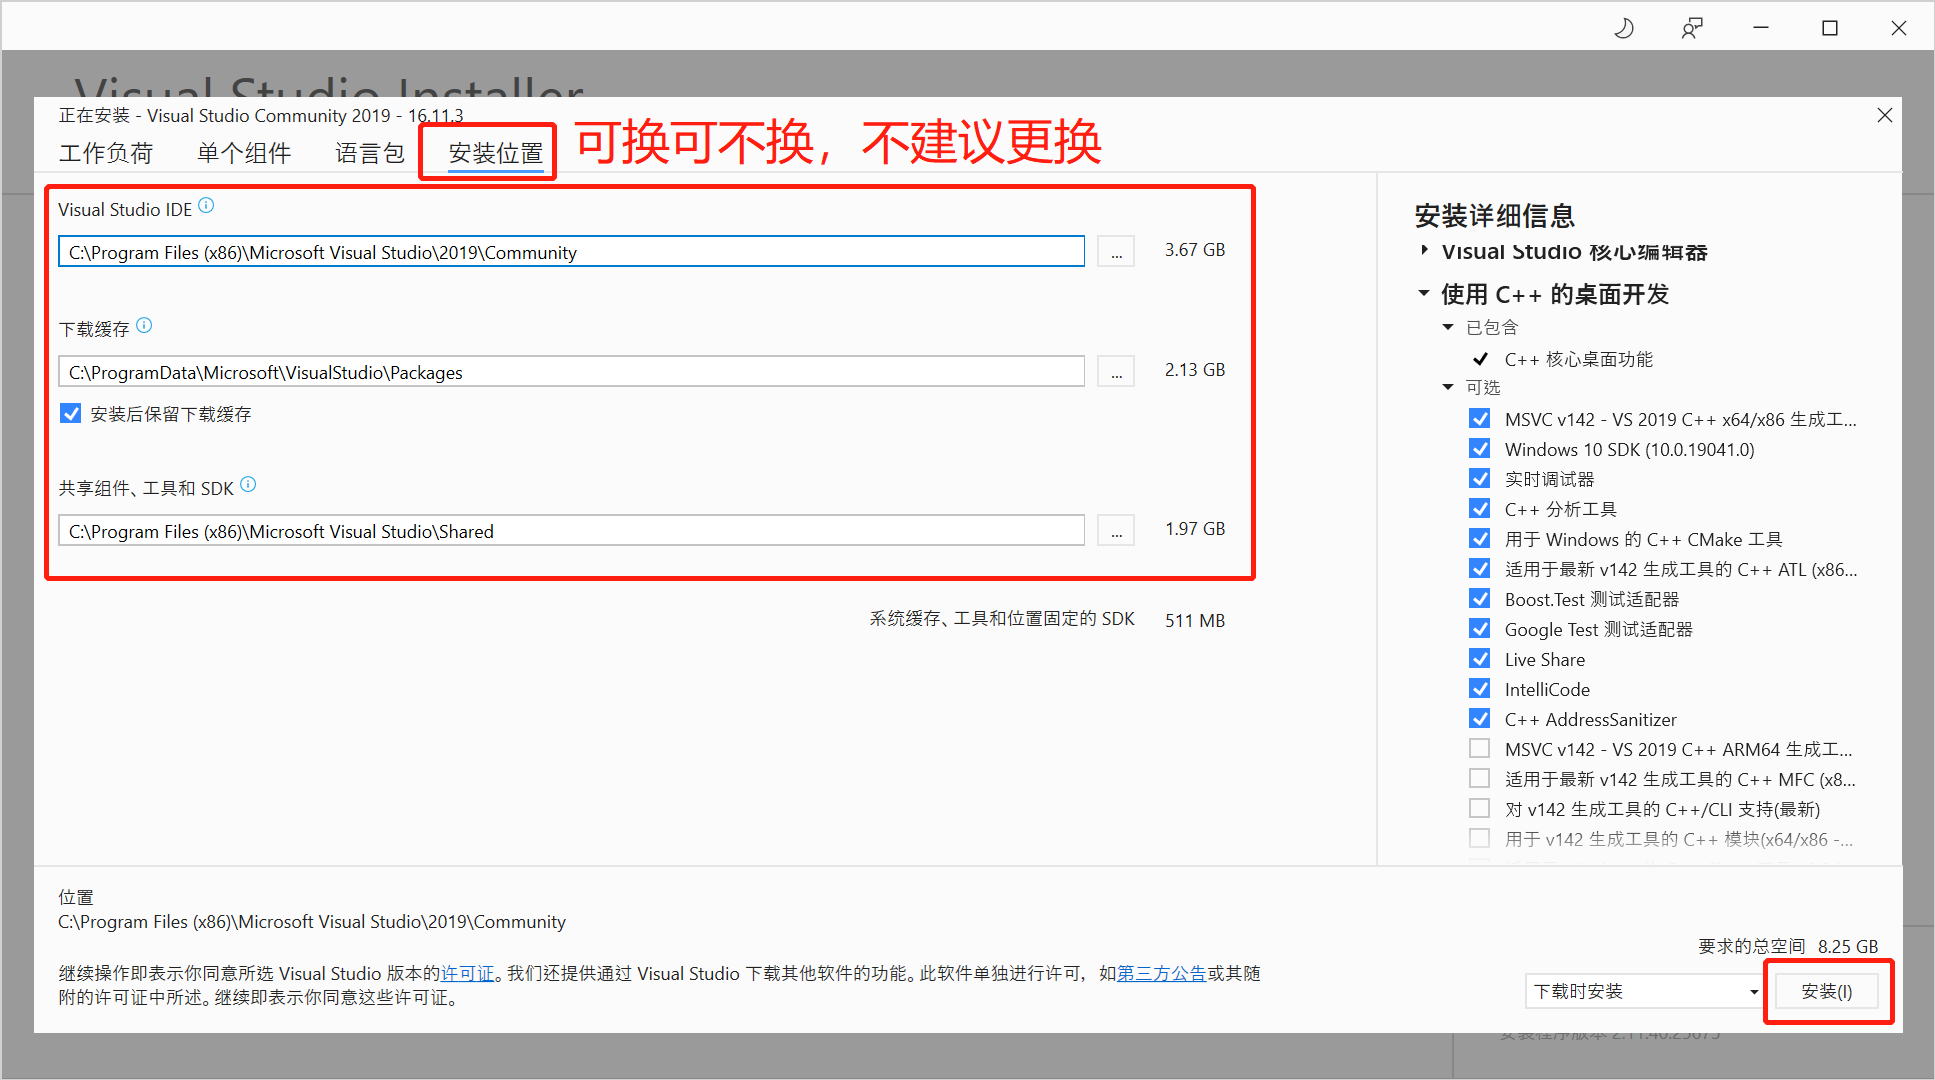 Visual Studio Installer
正在安装 - Visual Studio Community 2019 - 16.11.3
工作负荷 单个组件 语言包 安装位置
可换可不换，不建议更换
Visual Studio IDE
C:\Program Files (x86)\Microsoft Visual Studio\2019\Community ... 3.67 GB
下载缓存
C:\ProgramData\Microsoft\VisualStudio\Packages ... 2.13 GB
安装后保留下载缓存
共享组件、工具和 SDK
C:\Program Files (x86)\Microsoft Visual Studio\Shared ... 1.97 GB
系统缓存、工具和位置固定的 SDK 511 MB
安装详细信息
Visual Studio 核心编辑器
使用 C++ 的桌面开发
已包含
C++ 核心桌面功能
可选
MSVC v142 - VS 2019 C++ x64/x86 生成工...
Windows 10 SDK (10.0.19041.0)
实时调试器
C++ 分析工具
用于 Windows 的 C++ CMake 工具
适用于最新 v142 生成工具的 C++ ATL (x86...
Boost.Test 测试适配器
Google Test 测试适配器
Live Share
IntelliCode
C++ AddressSanitizer
MSVC v142 - VS 2019 C++ ARM64 生成工...
适用于最新 v142 生成工具的 C++ MFC (x8...
对 v142 生成工具的 C++/CLI 支持(最新)
用于 v142 生成工具的 C++ 模块(x64/x86 -...
位置
C:\Program Files (x86)\Microsoft Visual Studio\2019\Community
继续操作即表示你同意所选 Visual Studio 版本的许可证。我们还提供通过 Visual Studio 下载其他软件的功能。此软件单独进行许可，如第三方公告或其随
附的许可证中所述。继续即表示你同意这些许可证。
要求的总空间 8.25 GB
下载时安装 安装(I)